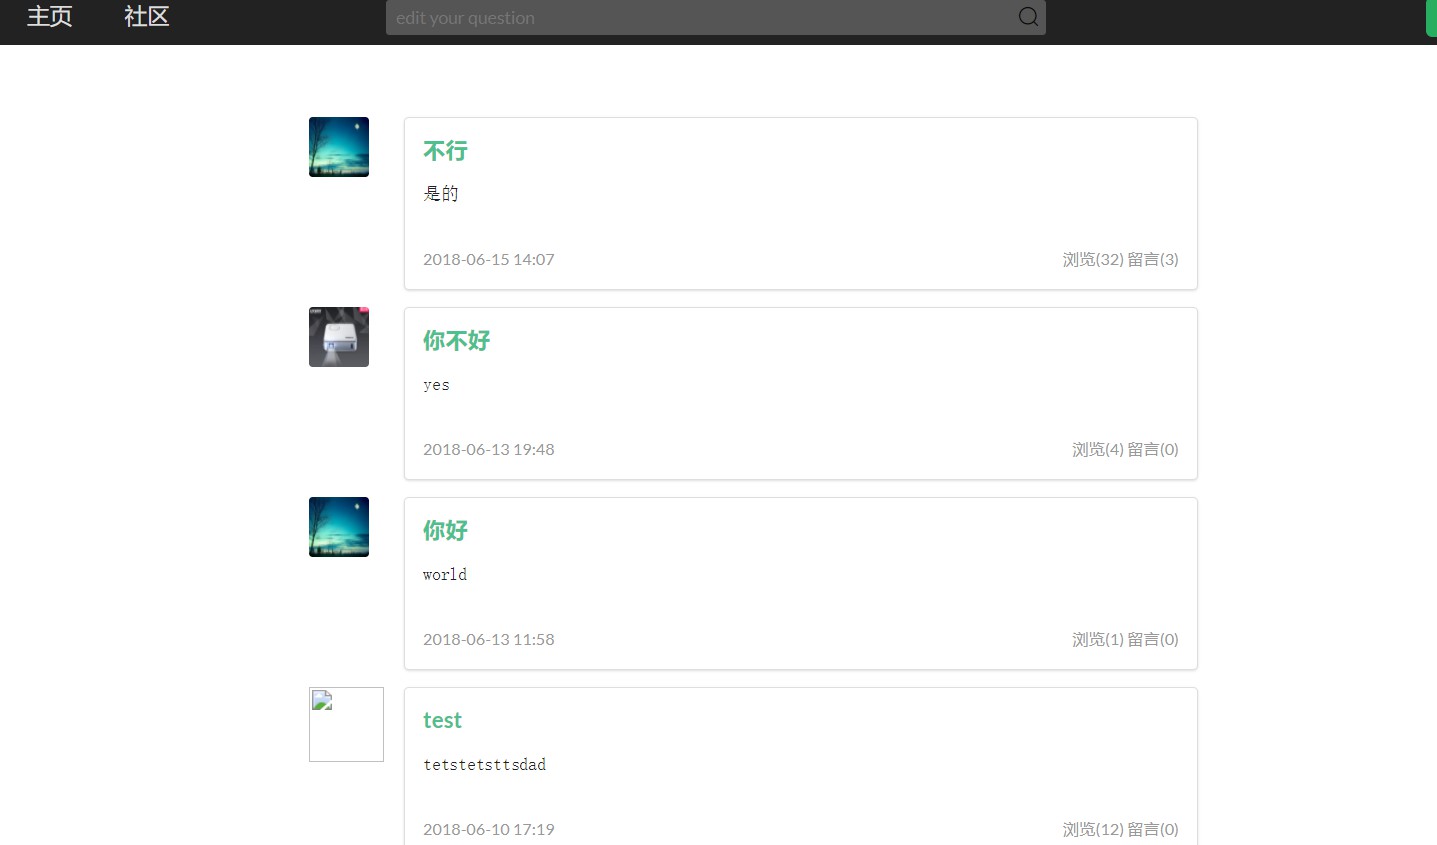 主页 社区 edit your question
不行
是的
2018-06-15 14:07 浏览(32) 留言(3)
你不好
yes
2018-06-13 19:48 浏览(4) 留言(0)
你好
world
2018-06-13 11:58 浏览(1) 留言(0)
test
tetstetsttsdad
2018-06-10 17:19 浏览(12) 留言(0)